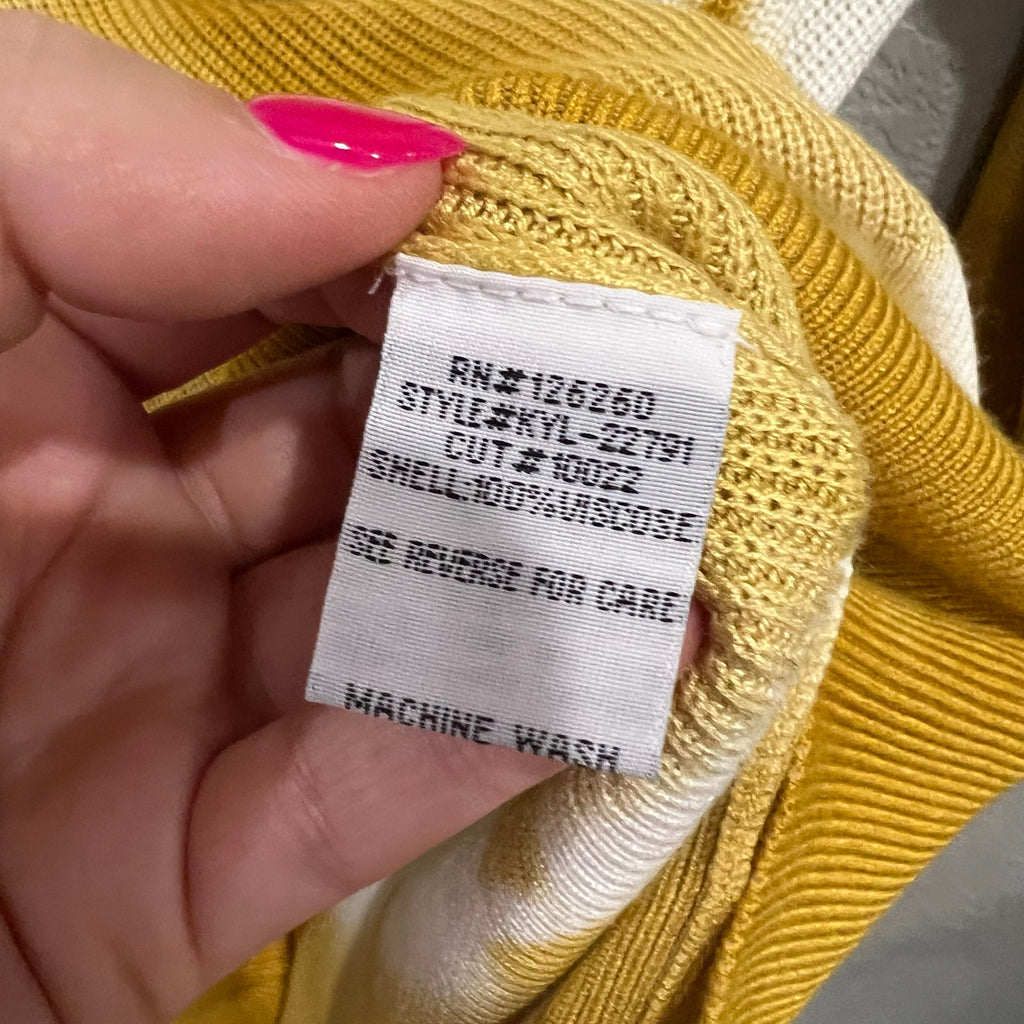 RN#126260
STYLE#KYL-22791
CUT#10022
SHELL:100%VISCOSE
SEE REVERSE FOR CARE
MACHINE WASH